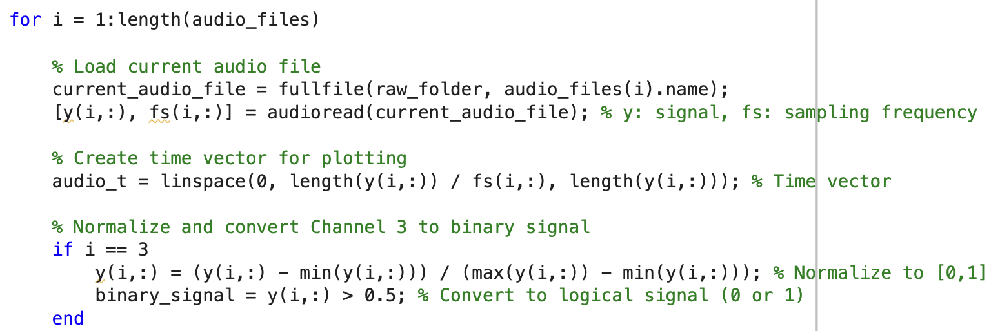 for i = 1:length(audio_files)
% Load current audio file
current_audio_file = fullfile(raw_folder, audio_files(i).name);
[y(i,:), fs(i,:)] = audioread(current_audio_file); % y: signal, fs: sampling frequency
% Create time vector for plotting
audio_t = linspace(0, length(y(i,:)) / fs(i,:), length(y(i,:))); % Time vector
% Normalize and convert Channel 3 to binary signal
if i == 3
y(i,:) = (y(i,:) - min(y(i,:))) / (max(y(i,:)) - min(y(i,:))); % Normalize to [0,1]
binary_signal = y(i,:) > 0.5; % Convert to logical signal (0 or 1)
end